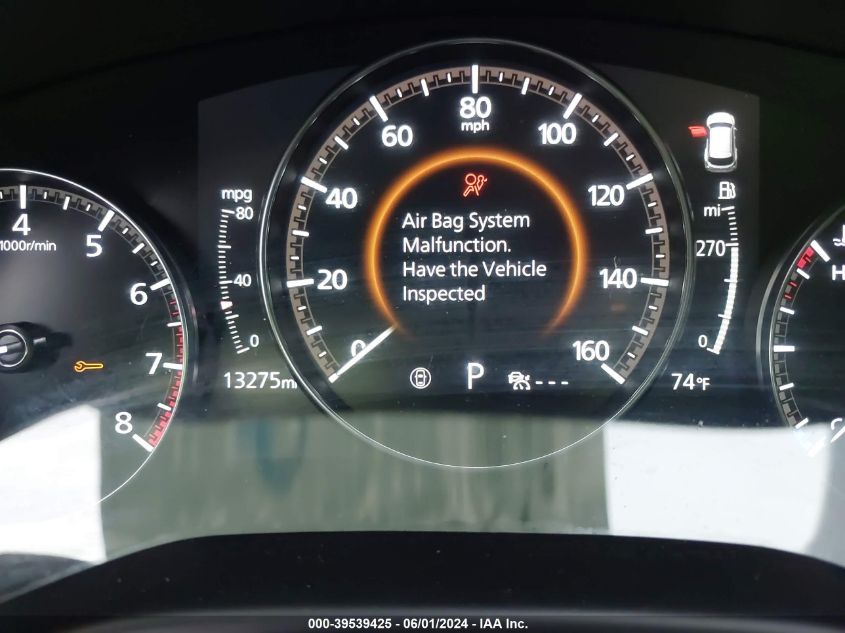 80
mph
60
100
40
120
20
140
0
160
Air Bag System
Malfunction.
Have the Vehicle
Inspected
P
---
4
1000r/min
5
6
7
8
mpg
80
40
0
13275mi
mi
270
0
74°F
H
000-39539425 - 06/01/2024 - IAA Inc.